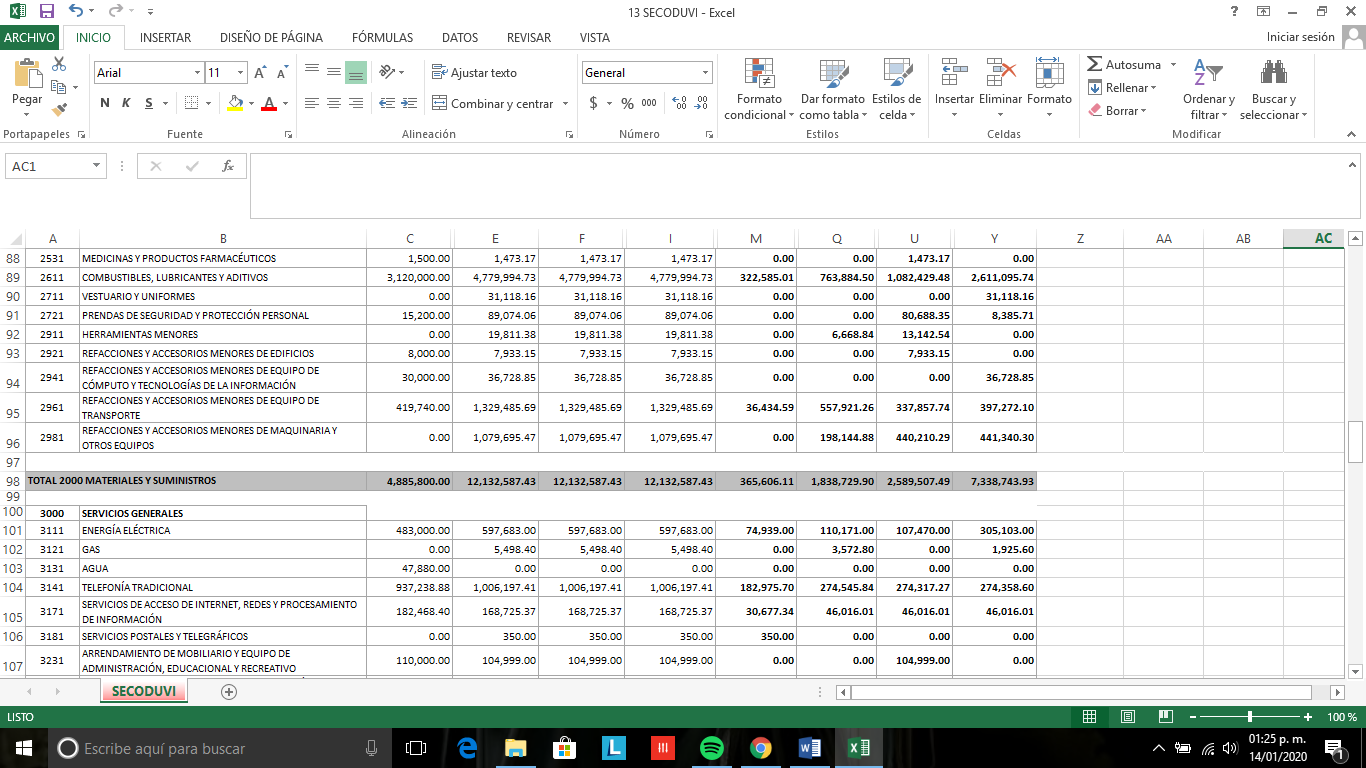 13 SECODUVI - Excel
ARCHIVO INICIO INSERTAR DISEÑO DE PÁGINA FÓRMULAS DATOS REVISAR VISTA Iniciar sesión
Pegar
Arial 11
N K S
Ajustar texto
Combinar y centrar
General
$ % 000
Formato condicional
Dar formato como tabla
Estilos de celda
Insertar Eliminar Formato
Autosuma
Rellenar
Borrar
Ordenar y filtrar
Buscar y seleccionar
Portapapeles Fuente Alineación Número Estilos Celdas Modificar
AC1 fx
A B C E F I M Q U Y Z AA AB AC
88 2531 MEDICINAS Y PRODUCTOS FARMACÉUTICOS 1,500.00 1,473.17 1,473.17 1,473.17 0.00 0.00 1,473.17 0.00
89 2611 COMBUSTIBLES, LUBRICANTES Y ADITIVOS 3,120,000.00 4,779,994.73 4,779,994.73 4,779,994.73 322,585.01 763,884.50 1,082,429.48 2,611,095.74
90 2711 VESTUARIO Y UNIFORMES 0.00 31,118.16 31,118.16 31,118.16 0.00 0.00 0.00 31,118.16
91 2721 PRENDAS DE SEGURIDAD Y PROTECCIÓN PERSONAL 15,200.00 89,074.06 89,074.06 89,074.06 0.00 0.00 80,688.35 8,385.71
92 2911 HERRAMIENTAS MENORES 0.00 19,811.38 19,811.38 19,811.38 0.00 6,668.84 13,142.54 0.00
93 2921 REFACCIONES Y ACCESORIOS MENORES DE EDIFICIOS 8,000.00 7,933.15 7,933.15 7,933.15 0.00 0.00 7,933.15 0.00
94 2941 REFACCIONES Y ACCESORIOS MENORES DE EQUIPO DE CÓMPUTO Y TECNOLOGÍAS DE LA INFORMACIÓN 30,000.00 36,728.85 36,728.85 36,728.85 0.00 0.00 0.00 36,728.85
95 2961 REFACCIONES Y ACCESORIOS MENORES DE EQUIPO DE TRANSPORTE 419,740.00 1,329,485.69 1,329,485.69 1,329,485.69 36,434.59 557,921.26 337,857.74 397,272.10
96 2981 REFACCIONES Y ACCESORIOS MENORES DE MAQUINARIA Y OTROS EQUIPOS 0.00 1,079,695.47 1,079,695.47 1,079,695.47 0.00 198,144.88 440,210.29 441,340.30
97
98 TOTAL 2000 MATERIALES Y SUMINISTROS 4,885,800.00 12,132,587.43 12,132,587.43 12,132,587.43 365,606.11 1,838,729.90 2,589,507.49 7,338,743.93
99
100 3000 SERVICIOS GENERALES
101 3111 ENERGÍA ELÉCTRICA 483,000.00 597,683.00 597,683.00 597,683.00 74,939.00 110,171.00 107,470.00 305,103.00
102 3121 GAS 0.00 5,498.40 5,498.40 5,498.40 0.00 3,572.80 0.00 1,925.60
103 3131 AGUA 47,880.00 0.00 0.00 0.00 0.00 0.00 0.00 0.00
104 3141 TELEFONÍA TRADICIONAL 937,238.88 1,006,197.41 1,006,197.41 1,006,197.41 182,975.70 274,545.84 274,317.27 274,358.60
105 3171 SERVICIOS DE ACCESO DE INTERNET, REDES Y PROCESAMIENTO DE INFORMACIÓN 182,468.40 168,725.37 168,725.37 168,725.37 30,677.34 46,016.01 46,016.01 46,016.01
106 3181 SERVICIOS POSTALES Y TELEGRÁFICOS 0.00 350.00 350.00 350.00 350.00 0.00 0.00 0.00
107 3231 ARRENDAMIENTO DE MOBILIARIO Y EQUIPO DE ADMINISTRACIÓN, EDUCACIONAL Y RECREATIVO 110,000.00 104,999.00 104,999.00 104,999.00 0.00 0.00 104,999.00 0.00
SECODUVI
LISTO 100 %
Escribe aquí para buscar
01:25 p. m.
14/01/2020
1